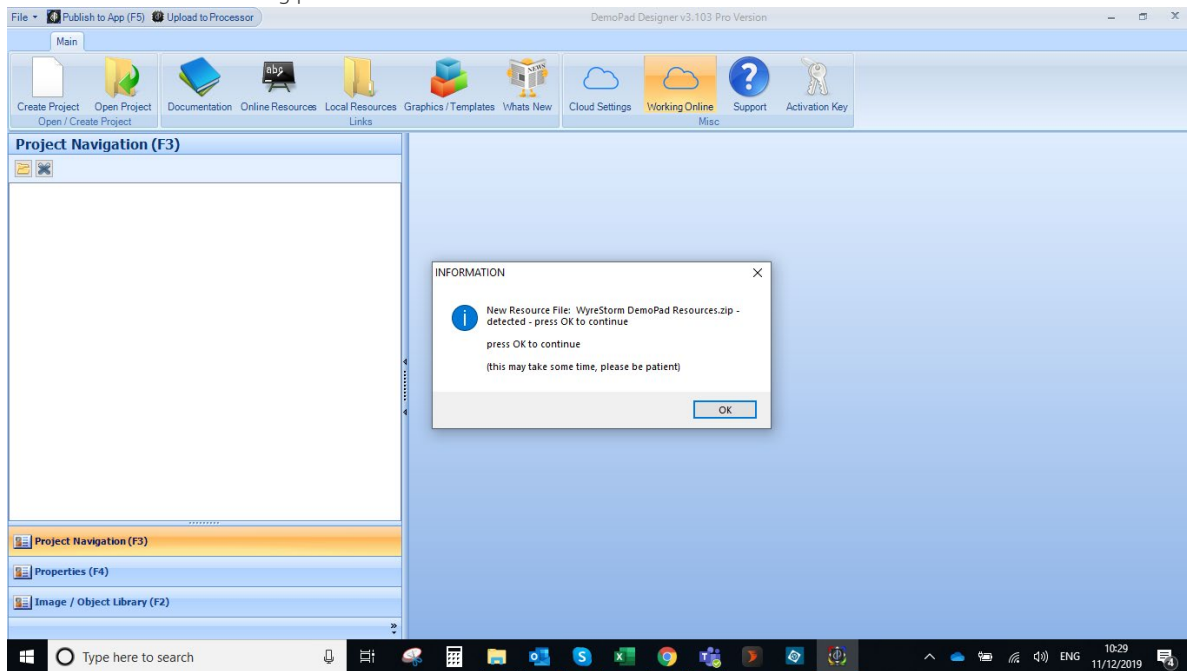 File Publish to App (F5) Upload to Processor DemoPad Designer v3.103 Pro Version
Main
Create Project Open Project Documentation Online Resources Local Resources Graphics / Templates Whats New Cloud Settings Working Online Support Activation Key
Open / Create Project Links Misc
Project Navigation (F3)
INFORMATION
New Resource File: WyreStorm DemoPad Resources.zip -
detected - press OK to continue
press OK to continue
(this may take some time, please be patient)
OK
Project Navigation (F3)
Properties (F4)
Image / Object Library (F2)
Type here to search ENG 10:29
11/12/2019 4